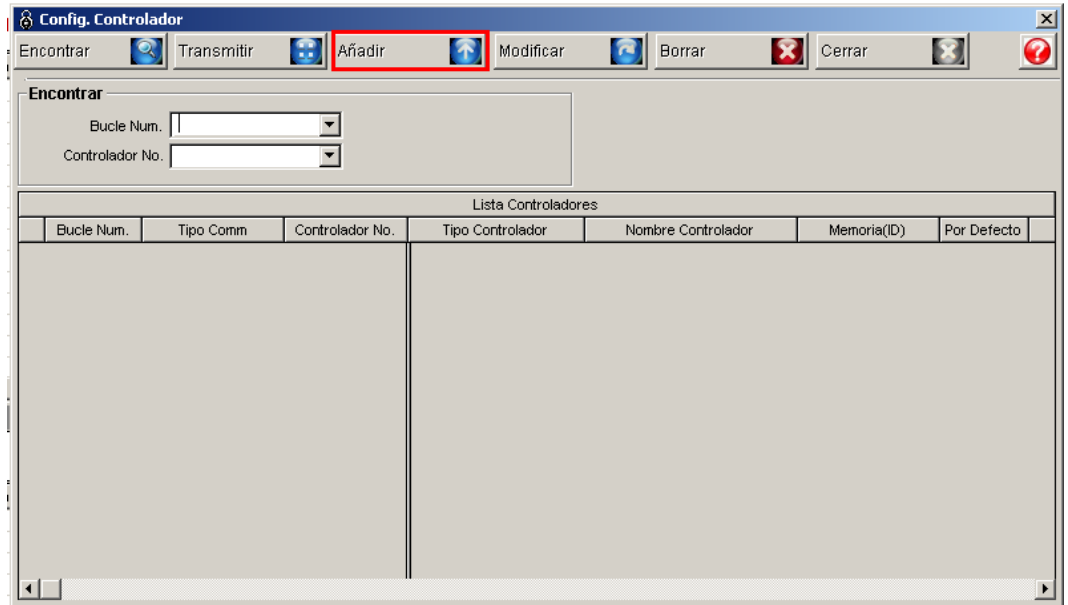 Config. Controlador
Encontrar Transmitir Añadir Modificar Borrar Cerrar
Encontrar
Bucle Num.
Controlador No.
Lista Controladores
Bucle Num. Tipo Comm Controlador No. Tipo Controlador Nombre Controlador Memoria(ID) Por Defecto